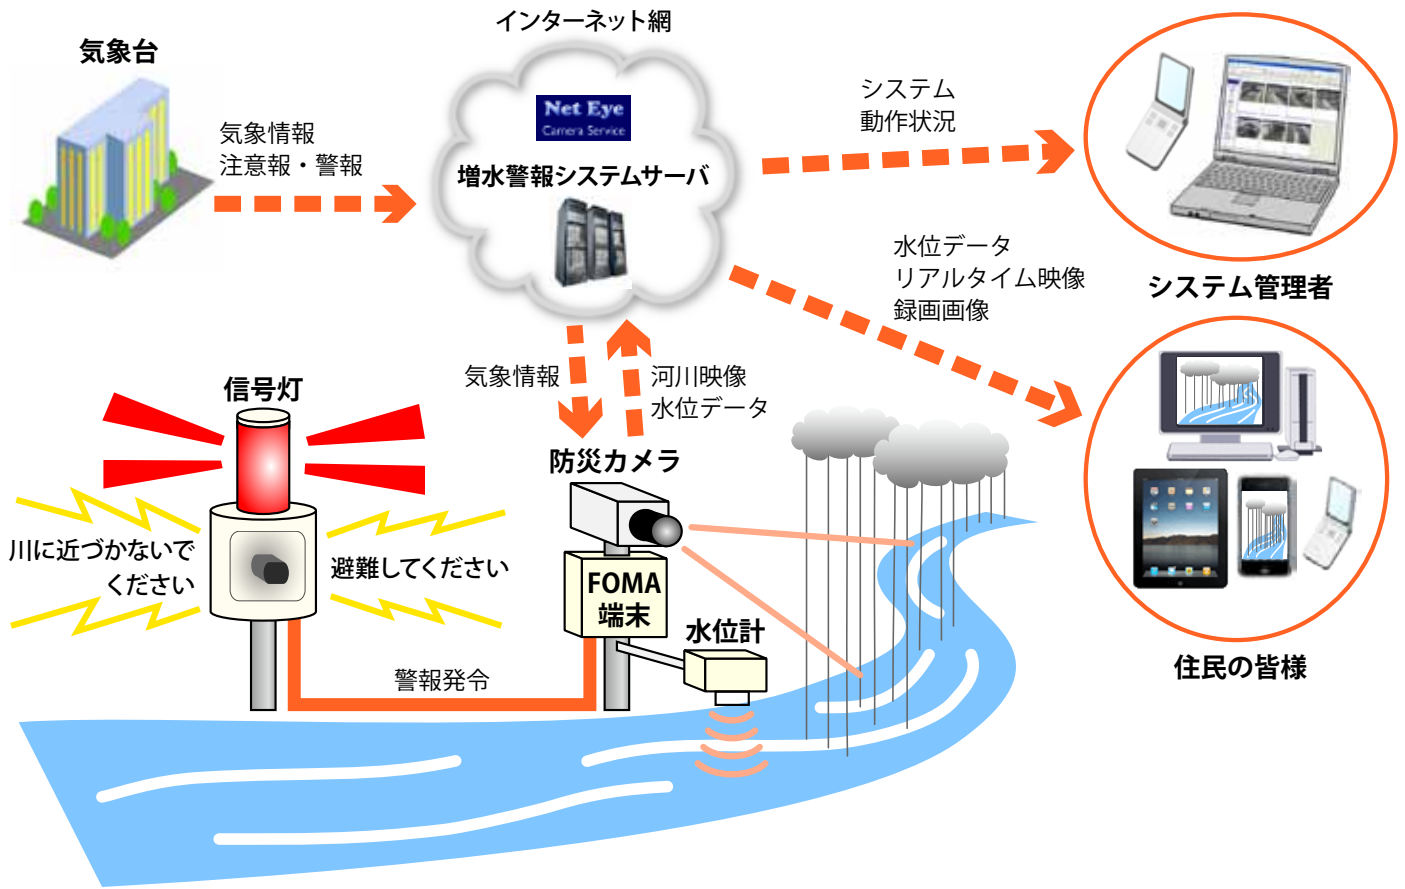 インターネット網
気象台
Net Eye
Camera Service
増水警報システムサーバ
気象情報
注意報・警報
システム
動作状況
水位データ
リアルタイム映像
録画画像
システム管理者
気象情報
河川映像
水位データ
信号灯
防災カメラ
川に近づかないで
ください
避難してください
FOMA
端末
水位計
警報発令
住民の皆様